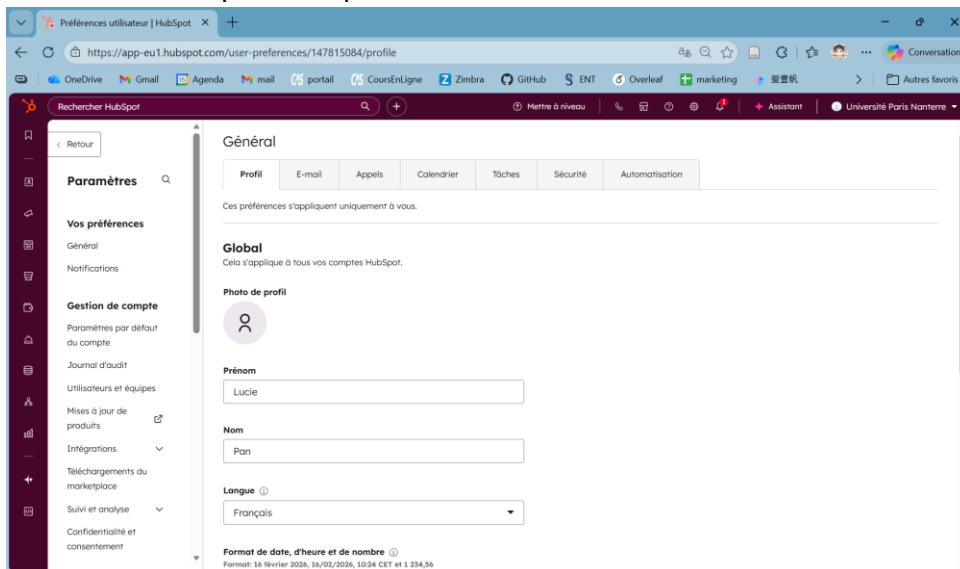 Préférences utilisateur | HubSpot
https://app-eu1.hubspot.com/user-preferences/147815084/profile
Conversation
OneDrive Gmail Agenda mail portail CoursEnLigne Zimbra GitHub ENT Overleaf marketing Autres favoris
Rechercher HubSpot Mettre à niveau Assistant Université Paris Nanterre
Retour
Paramètres
Vos préférences
Général
Notifications
Gestion de compte
Paramètres par défaut
du compte
Journal d'audit
Utilisateurs et équipes
Mises à jour de
produits
Intégrations
Téléchargements du
marketplace
Suivi et analyse
Confidentialité et
consentement
Général
Profil E-mail Appels Calendrier Tâches Sécurité Automatisation
Ces préférences s'appliquent uniquement à vous.
Global
Cela s'applique à tous vos comptes HubSpot.
Photo de profil
Prénom
Lucie
Nom
Pan
Langue
Français
Format de date, d'heure et de nombre
Format: 16 février 2026, 16/02/2026, 10:24 CET et 1 234,56